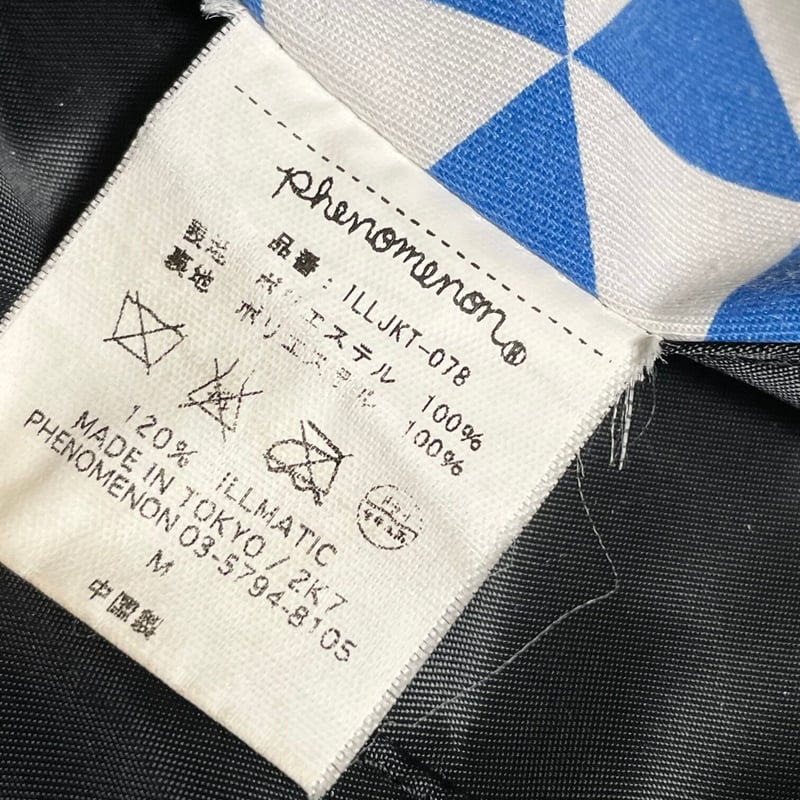 phenomenon®
品番：ILLJKT-078
表地 ポリエステル 100%
裏地 ポリエステル 100%
120% ILLMATIC
MADE IN TOKYO / 2K7
PHENOMENON 03-5794-8105
M
中国製